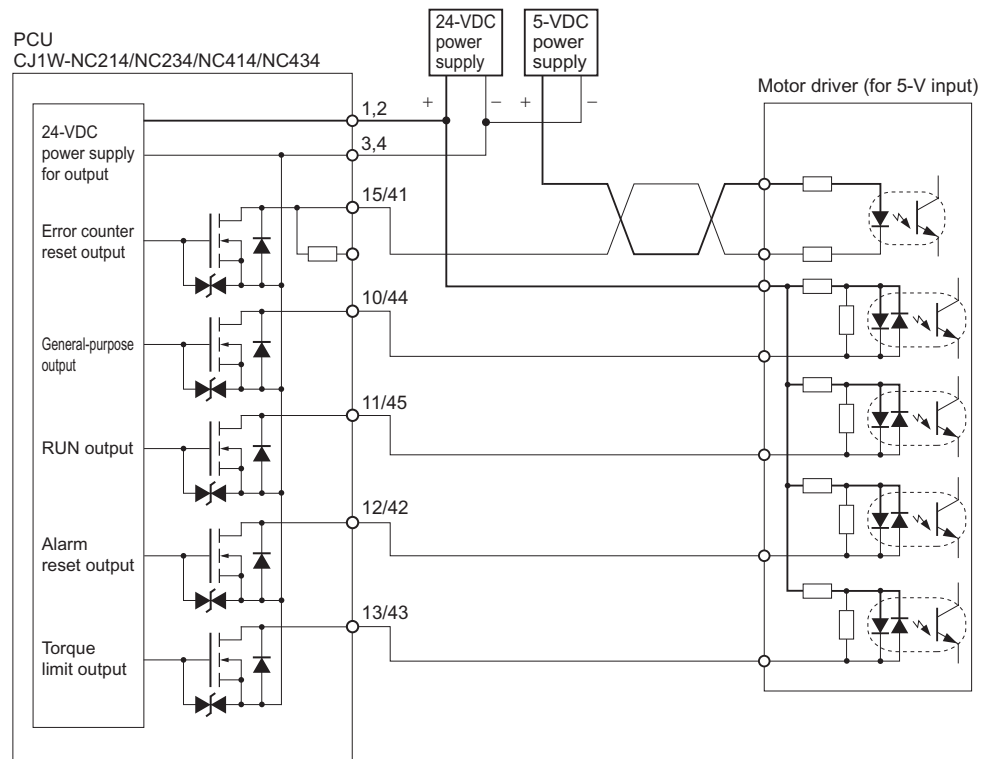 24-VDC
power
supply
5-VDC
power
supply
PCU
CJ1W-NC214/NC234/NC414/NC434
Motor driver (for 5-V input)
+
−
+
−
1,2
24-VDC
power supply
for output
3,4
15/41
Error counter
reset output
10/44
General-purpose
output
11/45
RUN output
12/42
Alarm
reset output
13/43
Torque
limit output